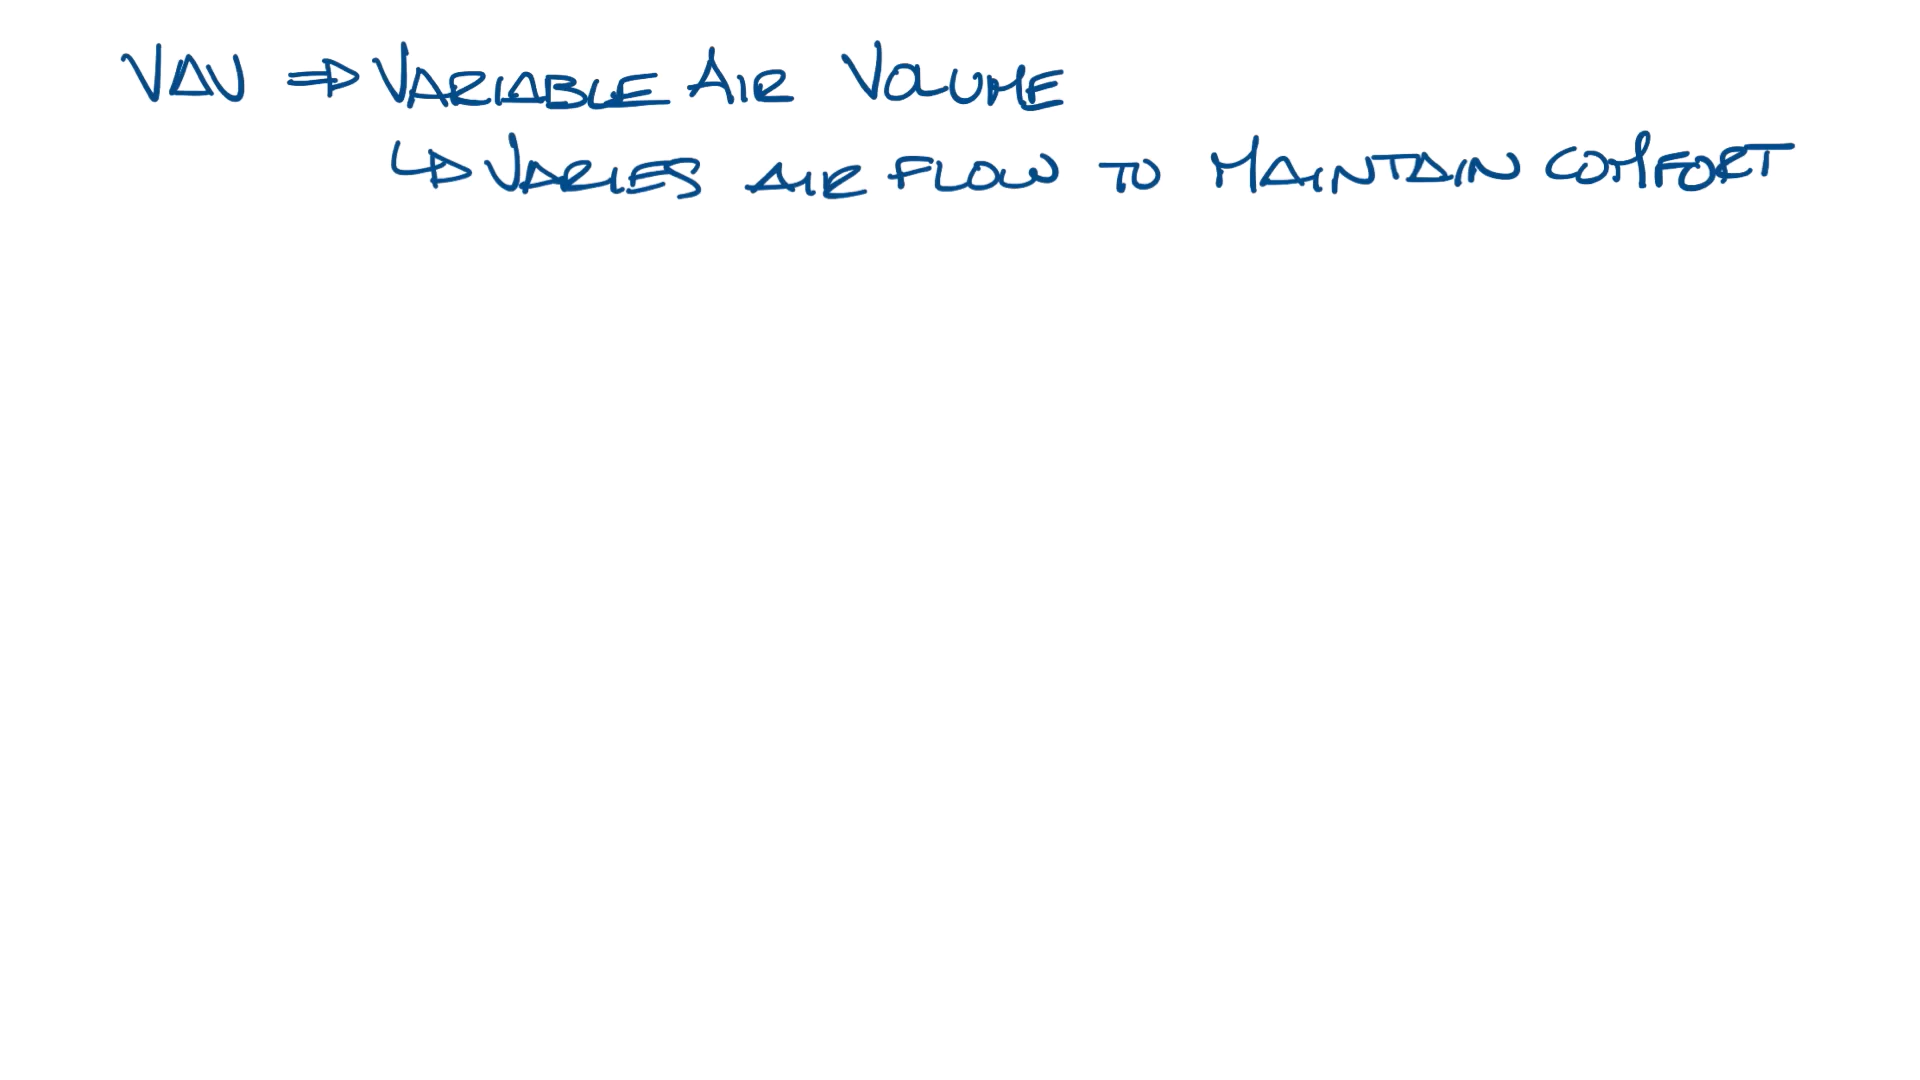 VAV ⇒ VARIABLE AIR VOLUME
↳ VARIES AIR FLOW TO MAINTAIN COMFORT